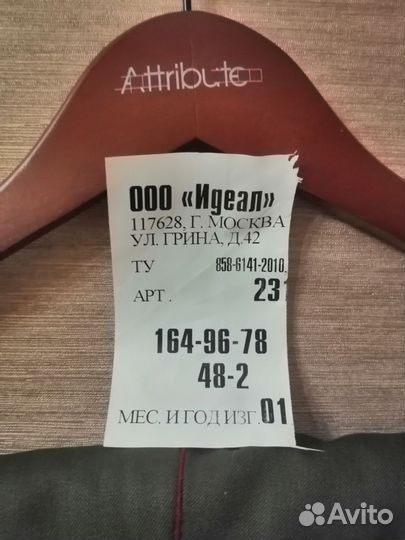 Attribute
ООО «Идеал»
117628, Г. МОСКВА
УЛ. ГРИНА, Д.42
ТУ 858-6141-2010
АРТ. 231
164-96-78
48-2
МЕС. И ГОД ИЗГ. 01
Avito